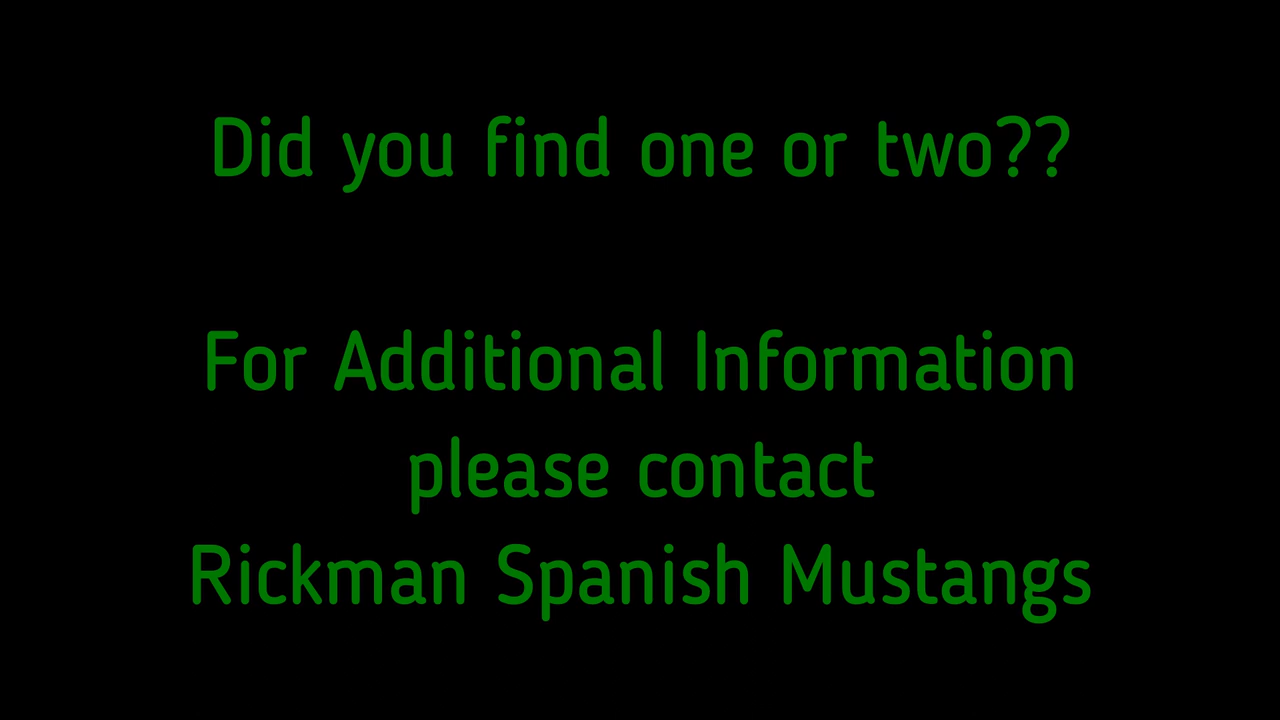 Did you find one or two??
For Additional Information
please contact
Rickman Spanish Mustangs